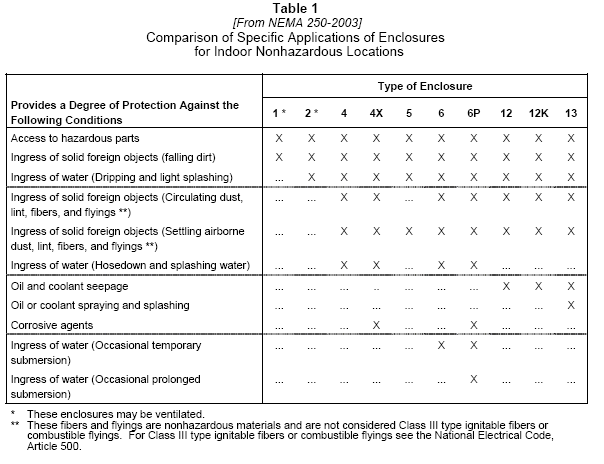 Table 1
[From NEMA 250-2003]
Comparison of Specific Applications of Enclosures
for Indoor Nonhazardous Locations
Provides a Degree of Protection Against the
Following Conditions
Type of Enclosure
1 * 2 * 4 4X 5 6 6P 12 12K 13
Access to hazardous parts X X X X X X X X X X
Ingress of solid foreign objects (falling dirt) X X X X X X X X X X
Ingress of water (Dripping and light splashing) ... X X X X X X X X X
Ingress of solid foreign objects (Circulating dust,
lint, fibers, and flyings **) ... ... X X ... X X X X X
Ingress of solid foreign objects (Settling airborne
dust, lint, fibers, and flyings **) ... ... X X X X X X X X
Ingress of water (Hosedown and splashing water) ... ... X X ... X X ... ... ...
Oil and coolant seepage ... ... .. ... ... ... ... X X X
Oil or coolant spraying and splashing ... ... ... ... ... ... ... ... ... X
Corrosive agents ... ... ... X ... ... X ... ... ...
Ingress of water (Occasional temporary
submersion) ... ... ... ... ... X X ... ... ...
Ingress of water (Occasional prolonged
submersion) ... ... ... ... ... ... X ... ... ...
* These enclosures may be ventilated.
** These fibers and flyings are nonhazardous materials and are not considered Class III type ignitable fibers or
combustible flyings. For Class III type ignitable fibers or combustible flyings see the National Electrical Code,
Article 500.